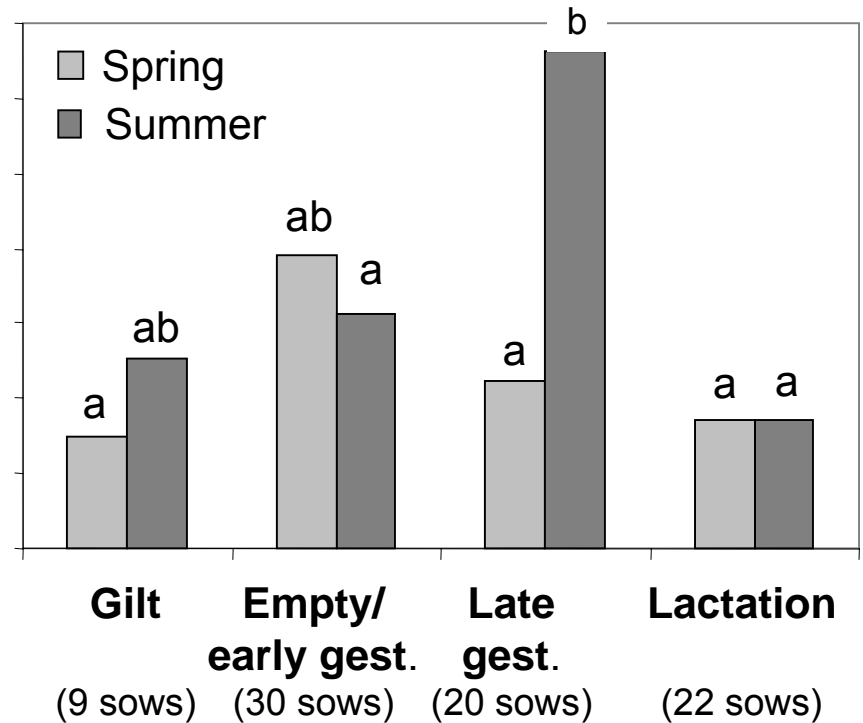 b
Spring
Summer
ab
a
ab
a
a
a
a
Gilt
Empty/
early gest.
Late
gest.
Lactation
(9 sows)
(30 sows)
(20 sows)
(22 sows)